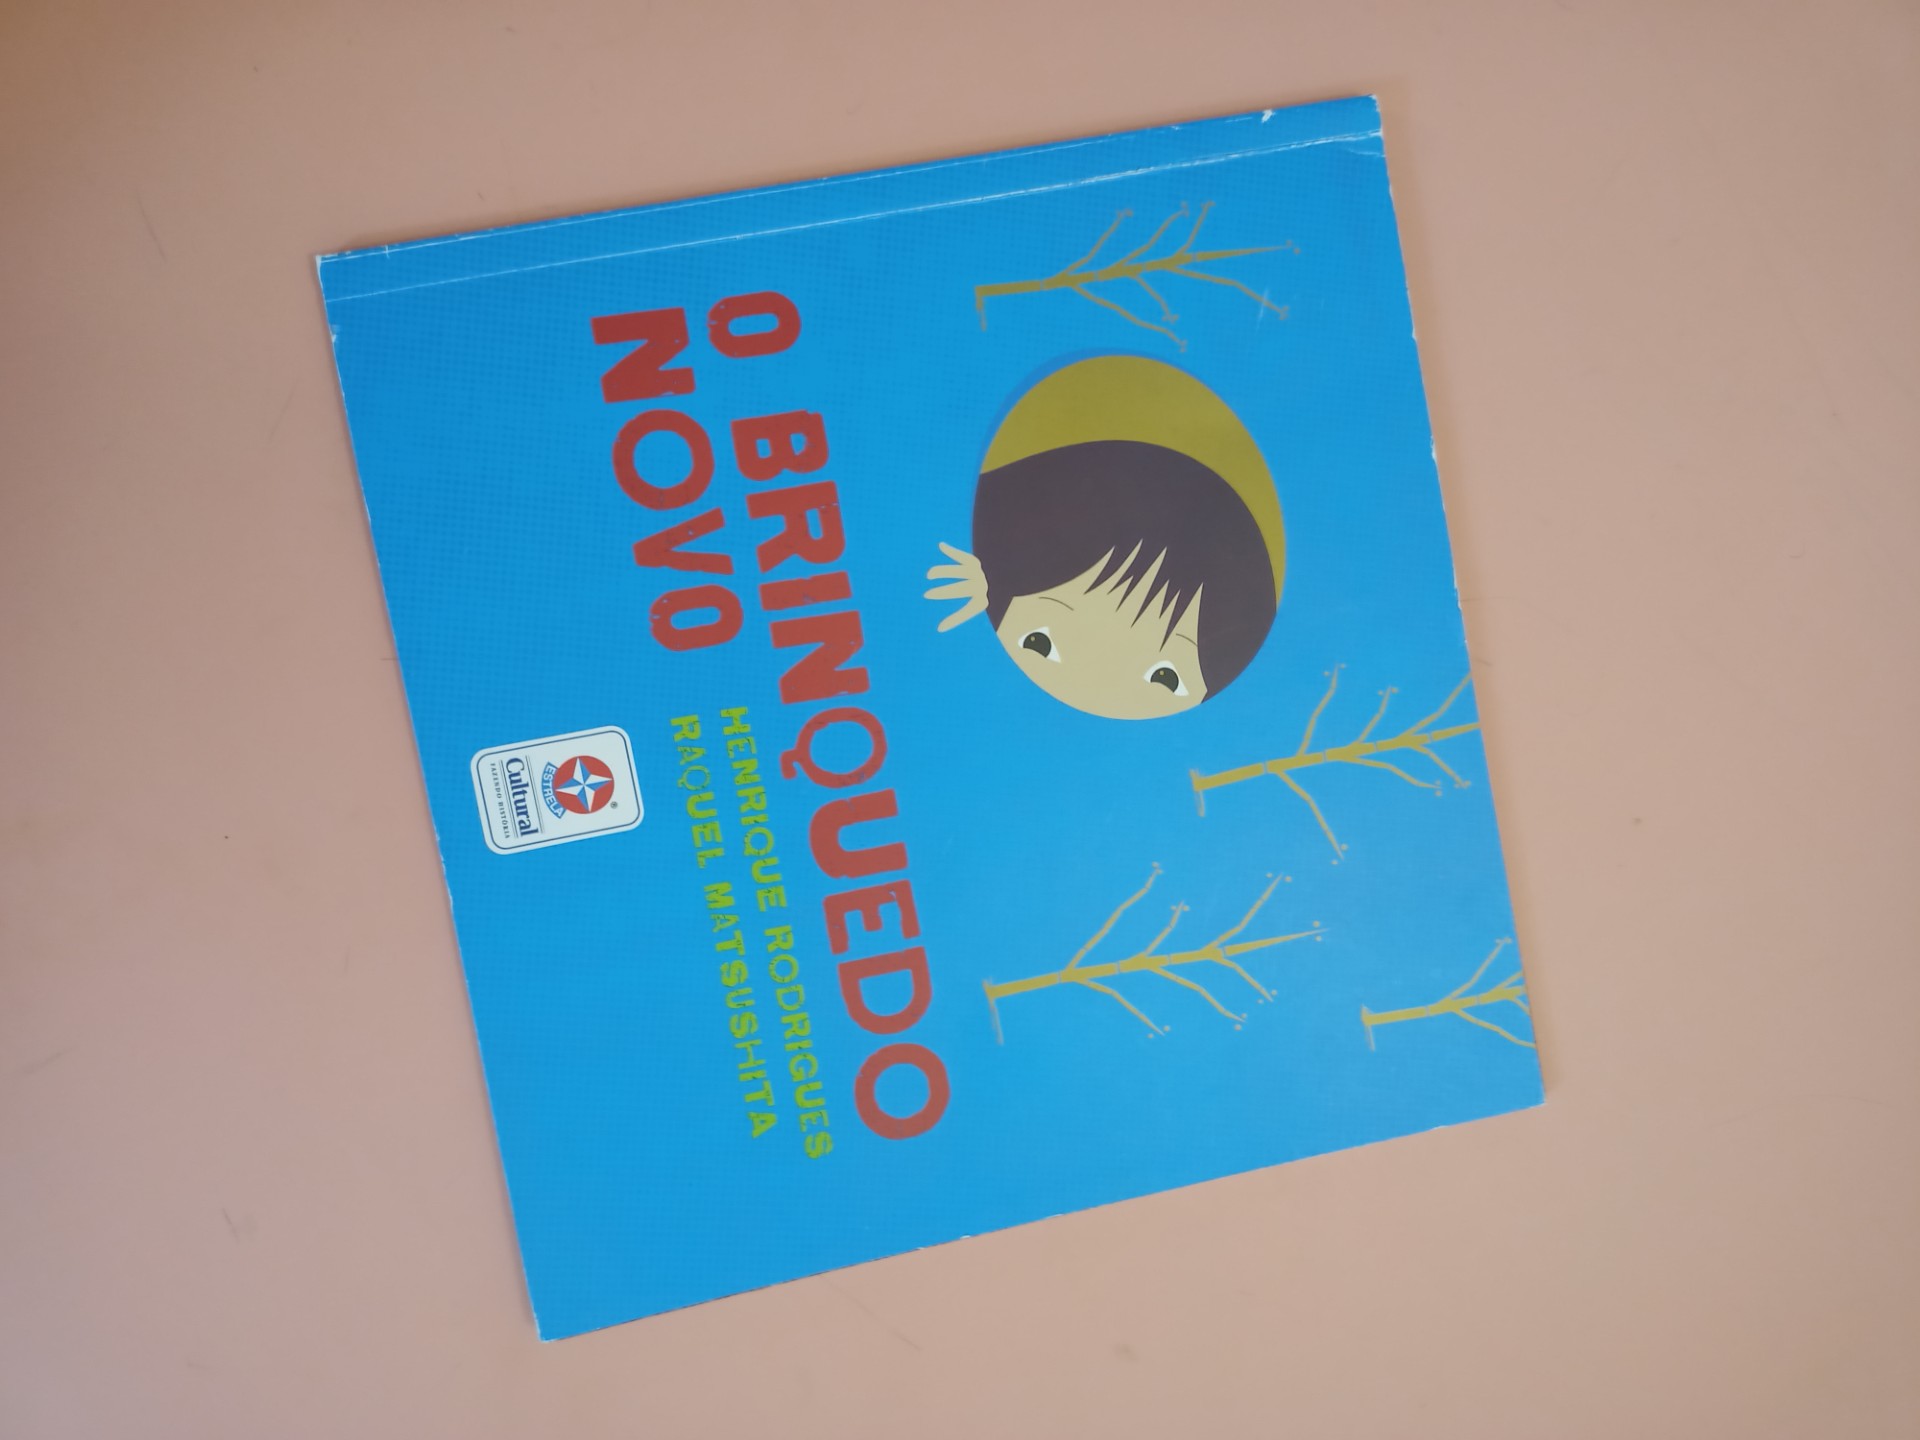 O BRINQUEDO
NOVO
HENRIQUE RODRIGUES
RAQUEL MATSUSHITA
®
ESTRELA
Cultural
FAZENDO HISTÓRIA